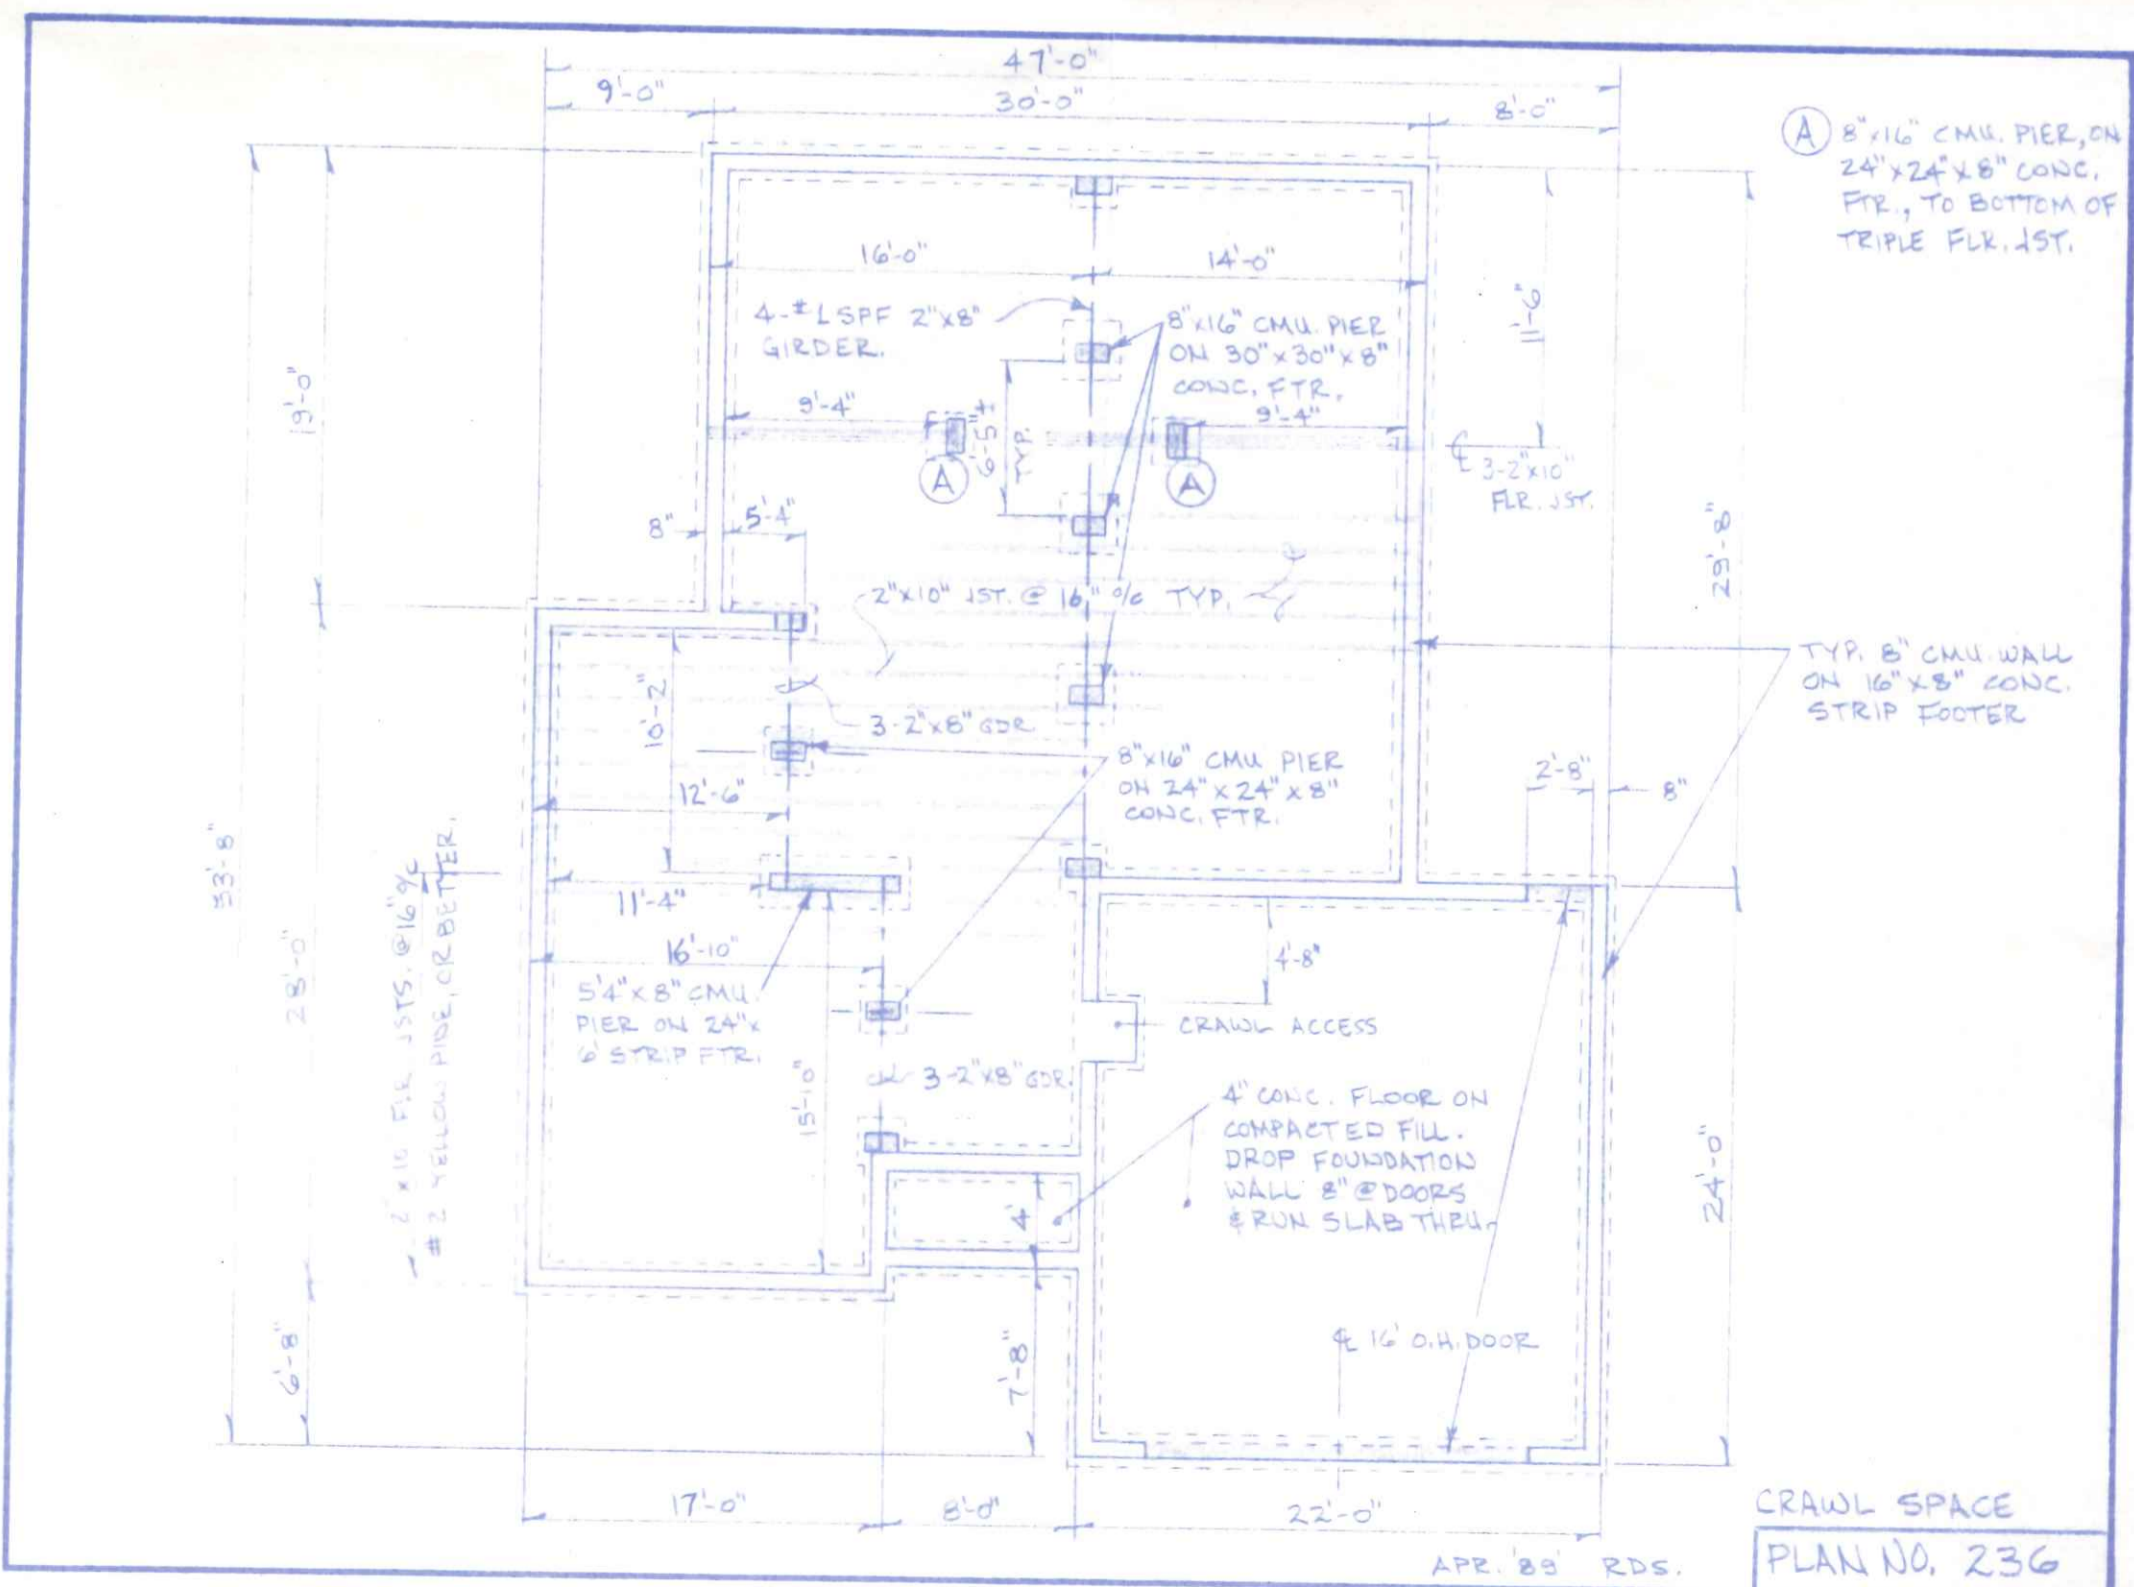 47'-0"
9'-0"
30'-0"
8'-0"
Ⓐ 8"x16" CMU. PIER, ON
24"x24"x8" CONC.
FTR., TO BOTTOM OF
TRIPLE FLR. JST.
16'-0"
14'-0"
4-#1 SPF 2"x8"
GIRDER.
8"x16" CMU. PIER
ON 30"x30"x8"
CONC. FTR.
11'-6"
19'-0"
9'-4"
6'-5"±
TYP.
9'-4"
A
A
℄ 3-2"x10"
FLR. JST.
8"
5'-4"
29'-8"
2"x10" JST. @ 16" o/c TYP.
TYP. 8" CMU. WALL
ON 16"x8" CONC.
STRIP FOOTER
10'-2"
3-2"x8" GDR
8"x16" CMU PIER
ON 24"x24"x8"
CONC. FTR.
2'-8"
8"
12'-6"
53'-8"
2"x10 FLR JSTS. @ 16" o/c
#2 YELLOW PINE, OR BETTER.
28'-0"
11'-4"
16'-10"
4'-8"
5'4"x8" CMU.
PIER ON 24"x
6' STRIP FTR.
CRAWL ACCESS
15'-10"
3-2"x8" GDR.
4" CONC. FLOOR ON
COMPACTED FILL.
DROP FOUNDATION
WALL 8" @ DOORS
& RUN SLAB THRU
24'-0"
4'
6'-8"
7'-8"
℄ 16' O.H. DOOR
17'-0"
8'-0"
22'-0"
CRAWL SPACE
PLAN NO. 236
APR. '89' RDS.